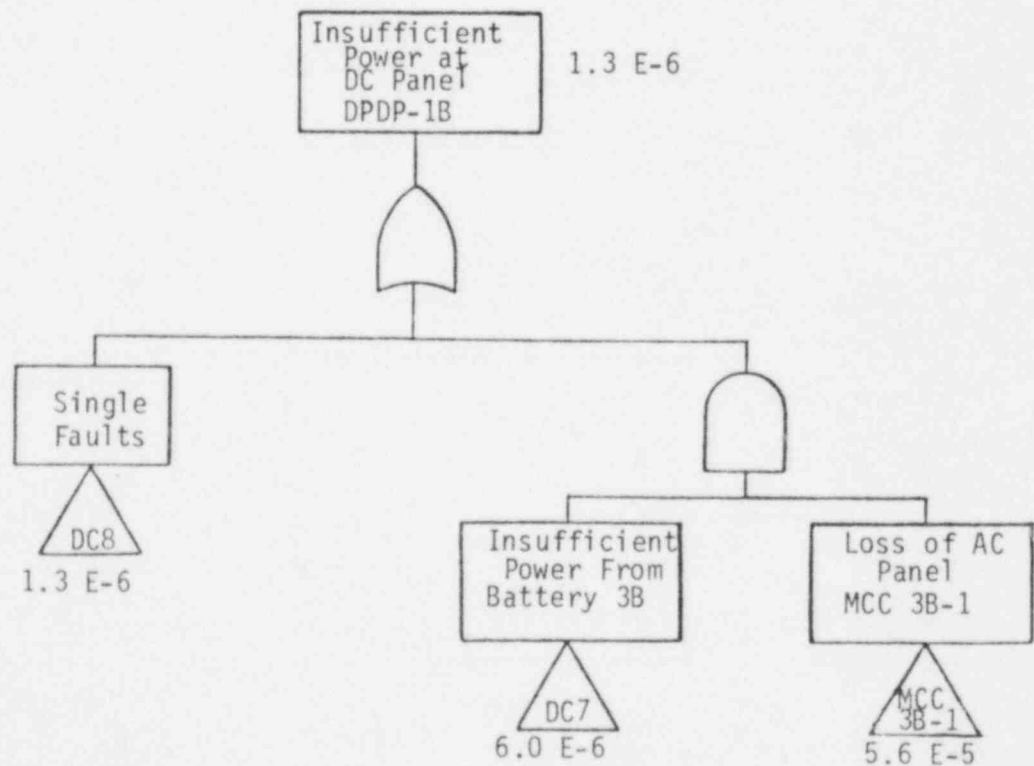 Insufficient
Power at
DC Panel
DPDP-1B
1.3 E-6
Single
Faults
DC8
1.3 E-6
Insufficient
Power From
Battery 3B
DC7
6.0 E-6
Loss of AC
Panel
MCC 3B-1
MCC
3B-1
5.6 E-5